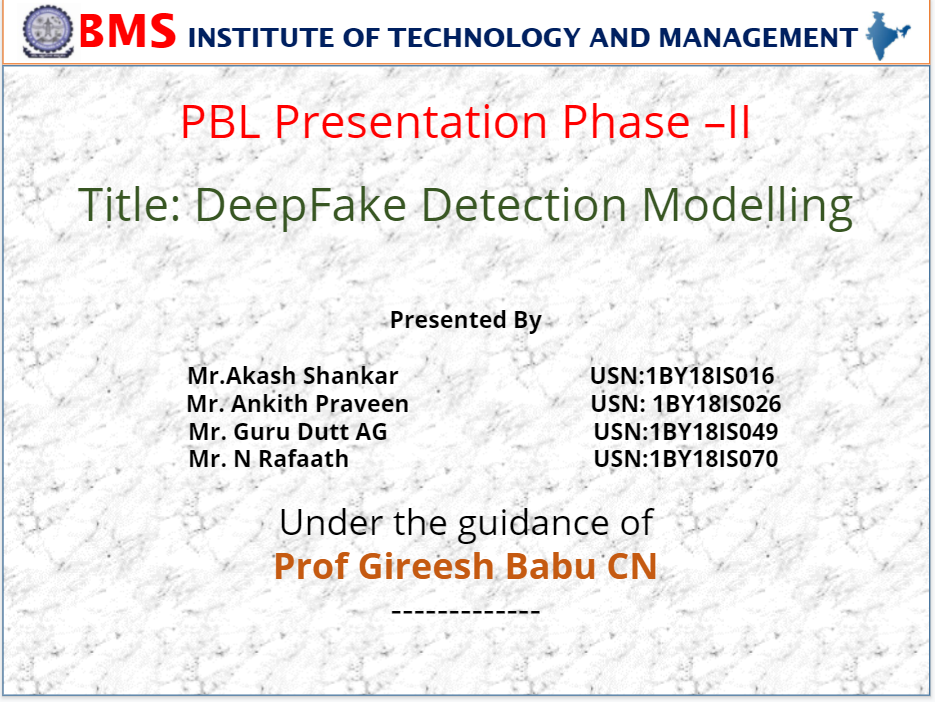 BMS INSTITUTE OF TECHNOLOGY AND MANAGEMENT
PBL Presentation Phase –II
Title: DeepFake Detection Modelling
Presented By
Mr.Akash Shankar USN:1BY18IS016
Mr. Ankith Praveen USN: 1BY18IS026
Mr. Guru Dutt AG USN:1BY18IS049
Mr. N Rafaath USN:1BY18IS070
Under the guidance of
Prof Gireesh Babu CN
-------------